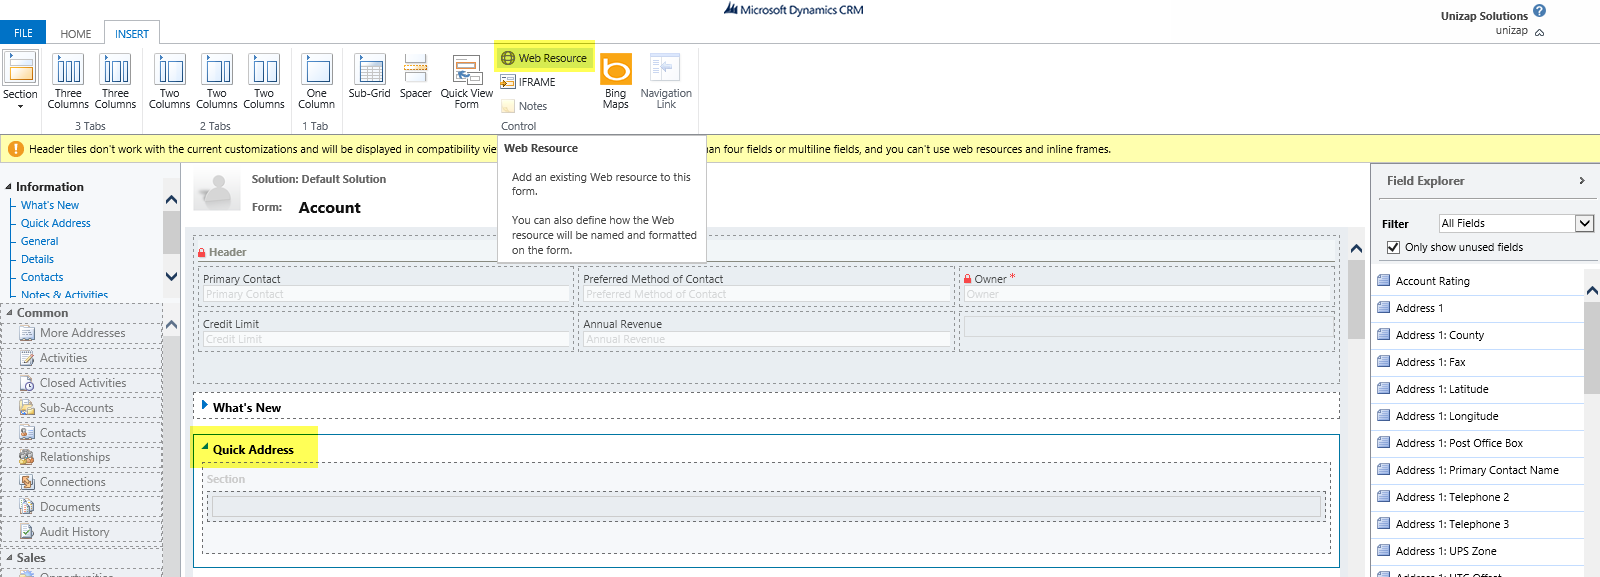 Microsoft Dynamics CRM
Unizap Solutions
unizap
FILE
HOME
INSERT
Section
Three Columns
Three Columns
3 Tabs
Two Columns
Two Columns
Two Columns
2 Tabs
One Column
1 Tab
Sub-Grid
Spacer
Quick View Form
Web Resource
IFRAME
Notes
Bing Maps
Navigation Link
Control
Header tiles don't work with the current customizations and will be displayed in compatibility vie
an four fields or multiline fields, and you can't use web resources and inline frames.
Web Resource
Add an existing Web resource to this
form.
You can also define how the Web
resource will be named and formatted
on the form.
Information
What's New
Quick Address
General
Details
Contacts
Notes & Activities
Common
More Addresses
Activities
Closed Activities
Sub-Accounts
Contacts
Relationships
Connections
Documents
Audit History
Sales
Opportunities
Solution: Default Solution
Form: Account
Header
Primary Contact
Primary Contact
Preferred Method of Contact
Preferred Method of Contact
Owner *
Owner
Credit Limit
Credit Limit
Annual Revenue
Annual Revenue
What's New
Quick Address
Section
Field Explorer
Filter
All Fields
Only show unused fields
Account Rating
Address 1
Address 1: County
Address 1: Fax
Address 1: Latitude
Address 1: Longitude
Address 1: Post Office Box
Address 1: Primary Contact Name
Address 1: Telephone 2
Address 1: Telephone 3
Address 1: UPS Zone
Address 1: UTC Offset